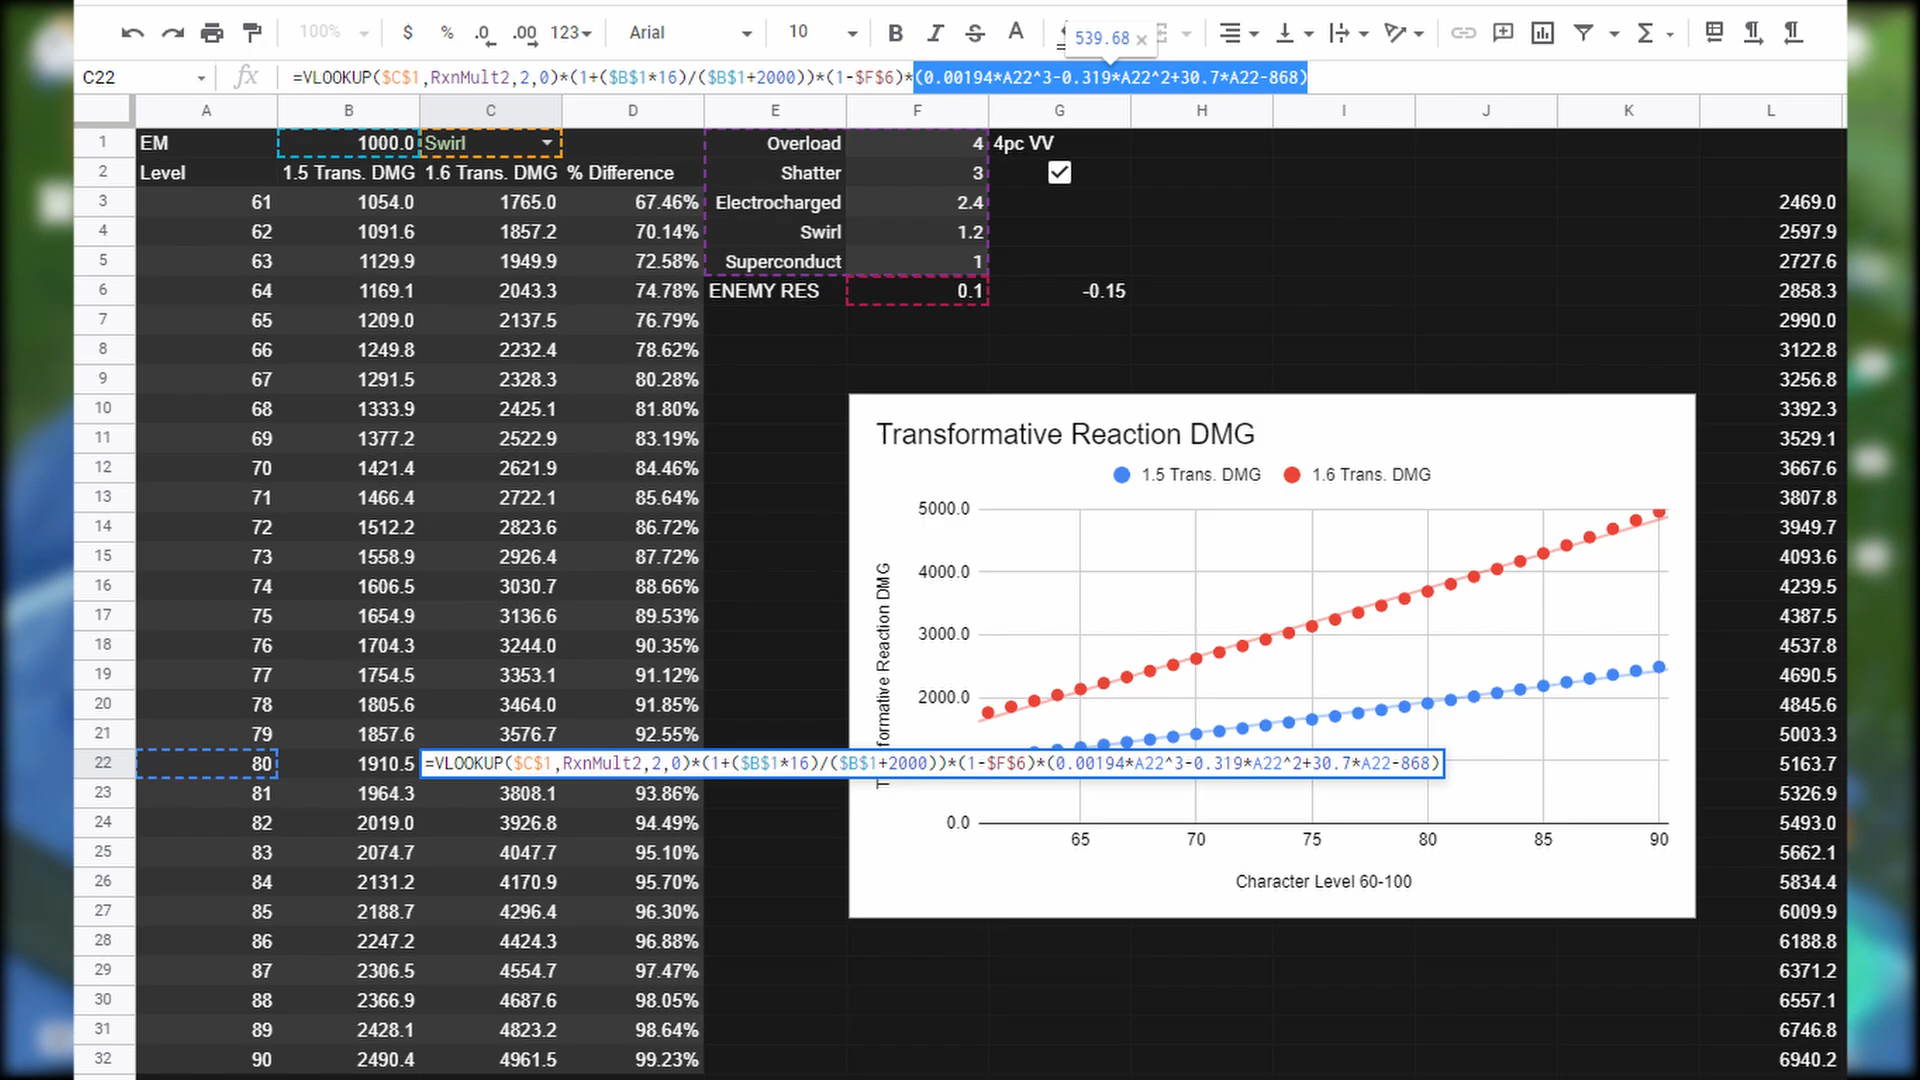 100% $ % .0 .00 123 Arial 10 B I S A
539.68 ×
C22 fx =VLOOKUP($C$1,RxnMult2,2,0)*(1+($B$1*16)/($B$1+2000))*(1-$F$6)*(0.00194*A22^3-0.319*A22^2+30.7*A22-868)
A B C D E F G H I J K L
1 EM 1000.0 Swirl Overload 4 4pc VV
2 Level 1.5 Trans. DMG 1.6 Trans. DMG % Difference Shatter 3
3 61 1054.0 1765.0 67.46% Electrocharged 2.4 2469.0
4 62 1091.6 1857.2 70.14% Swirl 1.2 2597.9
5 63 1129.9 1949.9 72.58% Superconduct 1 2727.6
6 64 1169.1 2043.3 74.78% ENEMY RES 0.1 -0.15 2858.3
7 65 1209.0 2137.5 76.79% 2990.0
8 66 1249.8 2232.4 78.62% 3122.8
9 67 1291.5 2328.3 80.28% 3256.8
10 68 1333.9 2425.1 81.80% 3392.3
11 69 1377.2 2522.9 83.19% 3529.1
12 70 1421.4 2621.9 84.46% 3667.6
13 71 1466.4 2722.1 85.64% 3807.8
14 72 1512.2 2823.6 86.72% 3949.7
15 73 1558.9 2926.4 87.72% 4093.6
16 74 1606.5 3030.7 88.66% 4239.5
17 75 1654.9 3136.6 89.53% 4387.5
18 76 1704.3 3244.0 90.35% 4537.8
19 77 1754.5 3353.1 91.12% 4690.5
20 78 1805.6 3464.0 91.85% 4845.6
21 79 1857.6 3576.7 92.55% 5003.3
22 80 1910.5 =VLOOKUP($C$1,RxnMult2,2,0)*(1+($B$1*16)/($B$1+2000))*(1-$F$6)*(0.00194*A22^3-0.319*A22^2+30.7*A22-868) 5163.7
23 81 1964.3 3808.1 93.86% 5326.9
24 82 2019.0 3926.8 94.49% 5493.0
25 83 2074.7 4047.7 95.10% 5662.1
26 84 2131.2 4170.9 95.70% 5834.4
27 85 2188.7 4296.4 96.30% 6009.9
28 86 2247.2 4424.3 96.88% 6188.8
29 87 2306.5 4554.7 97.47% 6371.2
30 88 2366.9 4687.6 98.05% 6557.1
31 89 2428.1 4823.2 98.64% 6746.8
32 90 2490.4 4961.5 99.23% 6940.2
Transformative Reaction DMG
1.5 Trans. DMG 1.6 Trans. DMG
5000.0
4000.0
3000.0
2000.0
0.0
formative Reaction DMG
65 70 75 80 85 90
Character Level 60-100